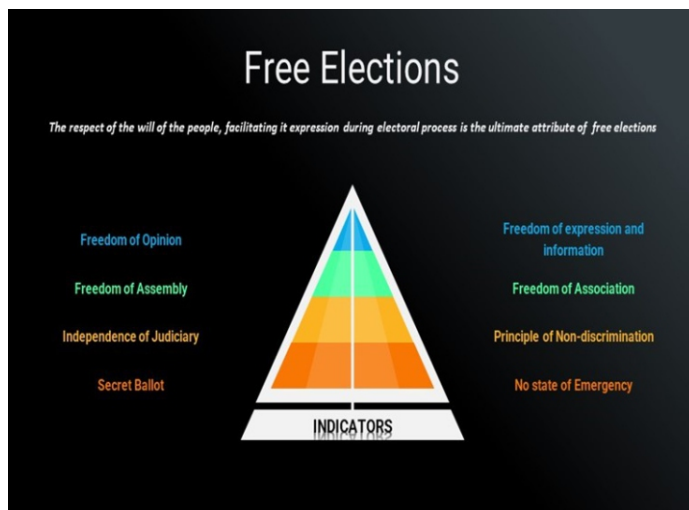 Free Elections
The respect of the will of the people, facilitating it expression during electoral process is the ultimate attribute of free elections
Freedom of Opinion
Freedom of Assembly
Independence of Judiciary
Secret Ballot
Freedom of expression and
information
Freedom of Association
Principle of Non-discrimination
No state of Emergency
INDICATORS